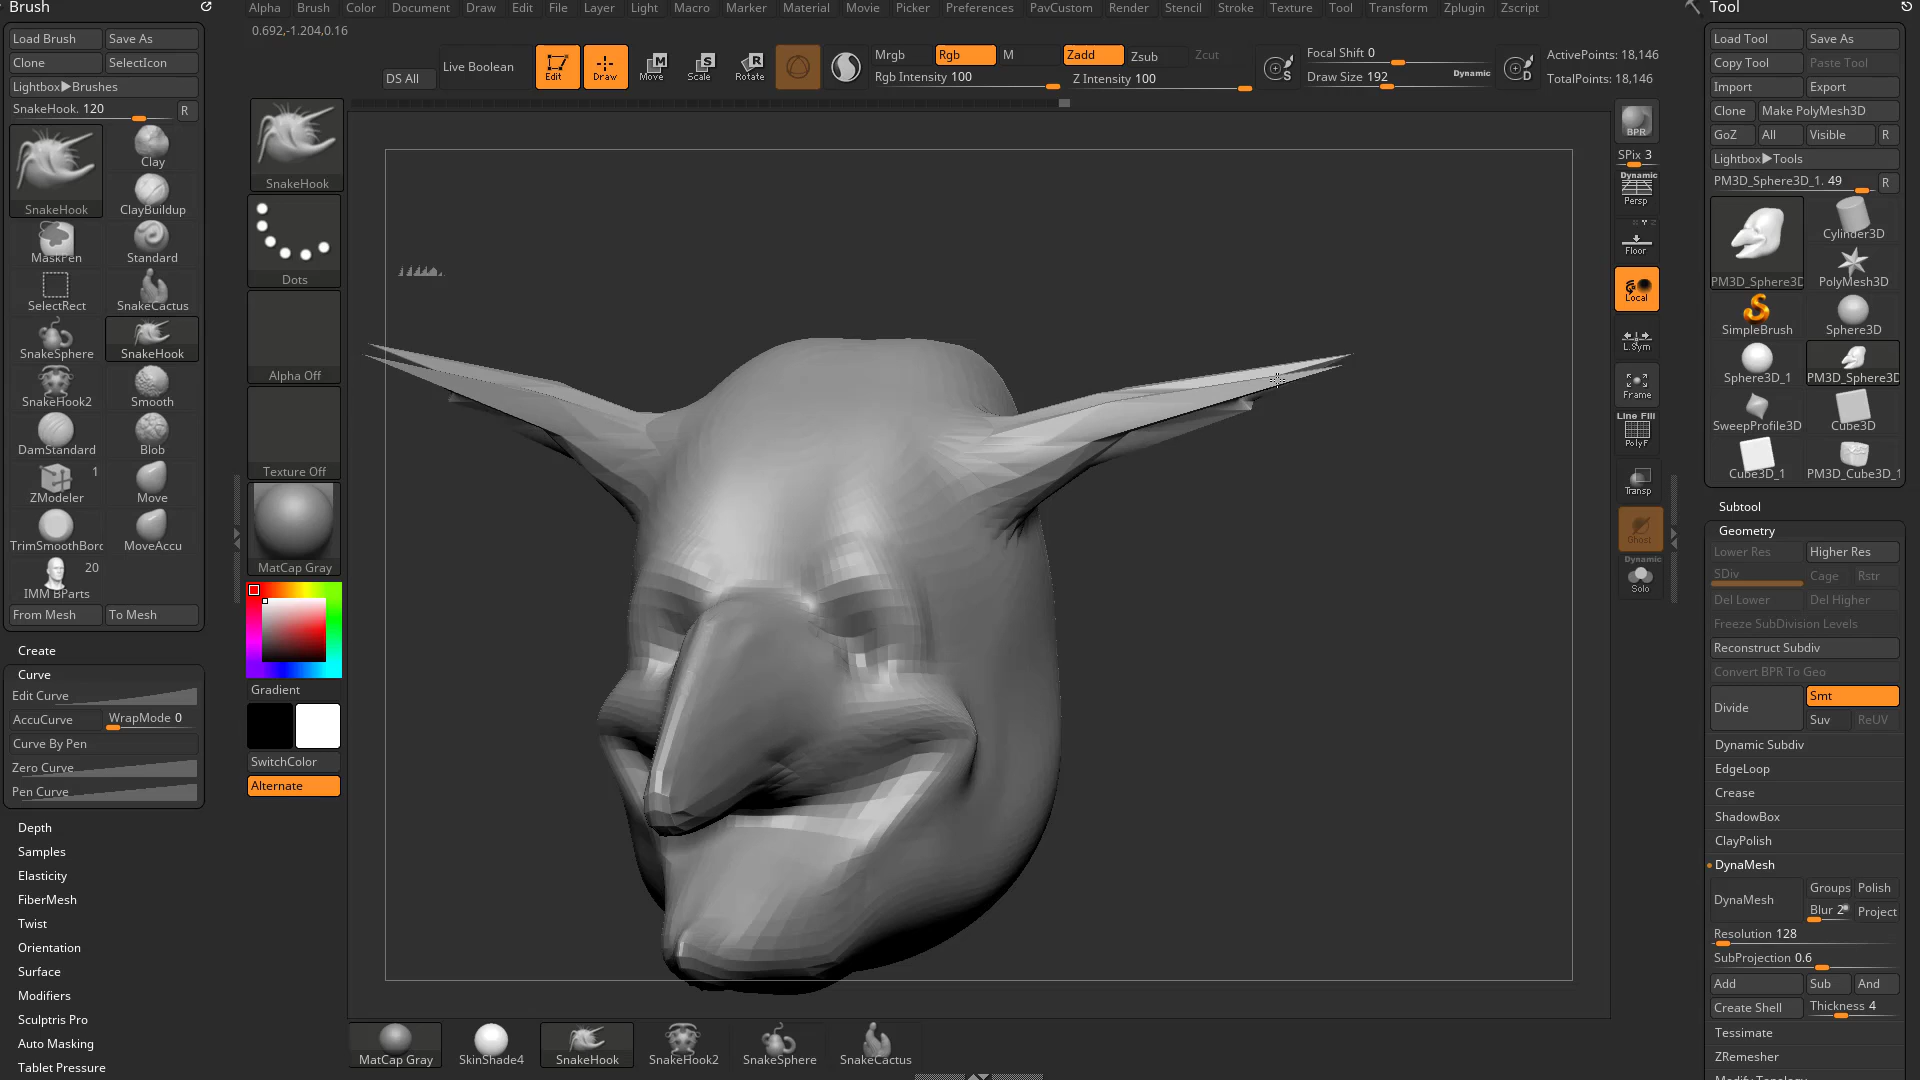 Brush
Alpha Brush Color Document Draw Edit File Layer Light Macro Marker Material Movie Picker Preferences PavCustom Render Stencil Stroke Texture Tool Transform Zplugin Zscript
Tool
0.692,-1.204,0.16
Load Brush Save As
Clone SelectIcon
Lightbox▶Brushes
SnakeHook. 120 R
SnakeHook
Clay
ClayBuildup
MaskPen Standard
SelectRect SnakeCactus
SnakeSphere SnakeHook
SnakeHook2 Smooth
DamStandard Blob
1
ZModeler Move
TrimSmoothBorc MoveAccu
20
IMM BParts
From Mesh To Mesh
Create
Curve
Edit Curve
AccuCurve WrapMode 0
Curve By Pen
Zero Curve
Pen Curve
Depth
Samples
Elasticity
FiberMesh
Twist
Orientation
Surface
Modifiers
Sculptris Pro
Auto Masking
Tablet Pressure
DS All
Live Boolean
Edit
Draw
Move
Scale
Rotate
Mrgb Rgb M
Rgb Intensity 100
Zadd Zsub Zcut
Z Intensity 100
S
Focal Shift 0
Draw Size 192 Dynamic
D
ActivePoints: 18,146
TotalPoints: 18,146
SnakeHook
Dots
Alpha Off
Texture Off
MatCap Gray
Gradient
SwitchColor
Alternate
BPR
SPix 3
Dynamic
Persp
Floor
Local
L.Sym
Frame
Line Fill
PolyF
Transp
Ghost
Dynamic
Solo
Load Tool Save As
Copy Tool Paste Tool
Import Export
Clone Make PolyMesh3D
GoZ All Visible R
Lightbox▶Tools
PM3D_Sphere3D_1. 49 R
PM3D_Sphere3D
Cylinder3D
PolyMesh3D
SimpleBrush Sphere3D
Sphere3D_1 PM3D_Sphere3D
SweepProfile3D Cube3D
Cube3D_1 PM3D_Cube3D_1
Subtool
Geometry
Lower Res Higher Res
SDiv Cage Rstr
Del Lower Del Higher
Freeze SubDivision Levels
Reconstruct Subdiv
Convert BPR To Geo
Divide Smt
Suv ReUV
Dynamic Subdiv
EdgeLoop
Crease
ShadowBox
ClayPolish
DynaMesh
DynaMesh Groups Polish
Blur 2 Project
Resolution 128
SubProjection 0.6
Add Sub And
Create Shell Thickness 4
Tessimate
ZRemesher
Modify Topology
MatCap Gray SkinShade4 SnakeHook SnakeHook2 SnakeSphere SnakeCactus